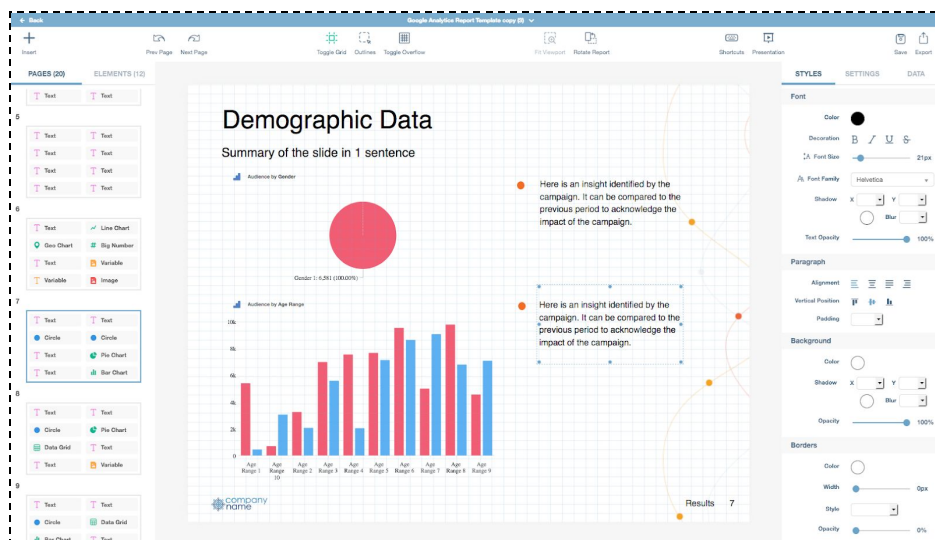 ← Back
Google Analytics Report Template copy (3)
Insert
Prev Page
Next Page
Toggle Grid
Outlines
Toggle Overflow
Fit Viewport
Rotate Report
Shortcuts
Presentation
Save
Export
PAGES (20)
ELEMENTS (12)
Text Text
5
Text Text
Text Text
Text Text
Text Text
6
Text Line Chart
Geo Chart Big Number
Text Variable
Variable Image
7
Text Text
Circle Circle
Text Pie Chart
Text Bar Chart
8
Text Text
Circle Pie Chart
Data Grid Text
Text Variable
9
Text Text
Circle Data Grid
Bar Chart Text
Demographic Data
Summary of the slide in 1 sentence
Audience by Gender
Gender 1: 6,581 (100.00%)
Here is an insight identified by the
campaign. It can be compared to the
previous period to acknowledge the
impact of the campaign.
Audience by Age Range
10k
8k
6k
4k
2k
0
Age Range 1
Age Range 10
Age Range 2
Age Range 3
Age Range 4
Age Range 5
Age Range 6
Age Range 7
Age Range 8
Age Range 9
Here is an insight identified by the
campaign. It can be compared to the
previous period to acknowledge the
impact of the campaign.
company
name
Results 7
STYLES
SETTINGS
DATA
Font
Color
Decoration B I U S
Font Size 21px
Font Family Helvetica
Shadow X Y
Blur
Text Opacity 100%
Paragraph
Alignment
Vertical Position
Padding
Background
Color
Shadow X Y
Blur
Opacity 100%
Borders
Color
Width 0px
Style
Opacity 0%